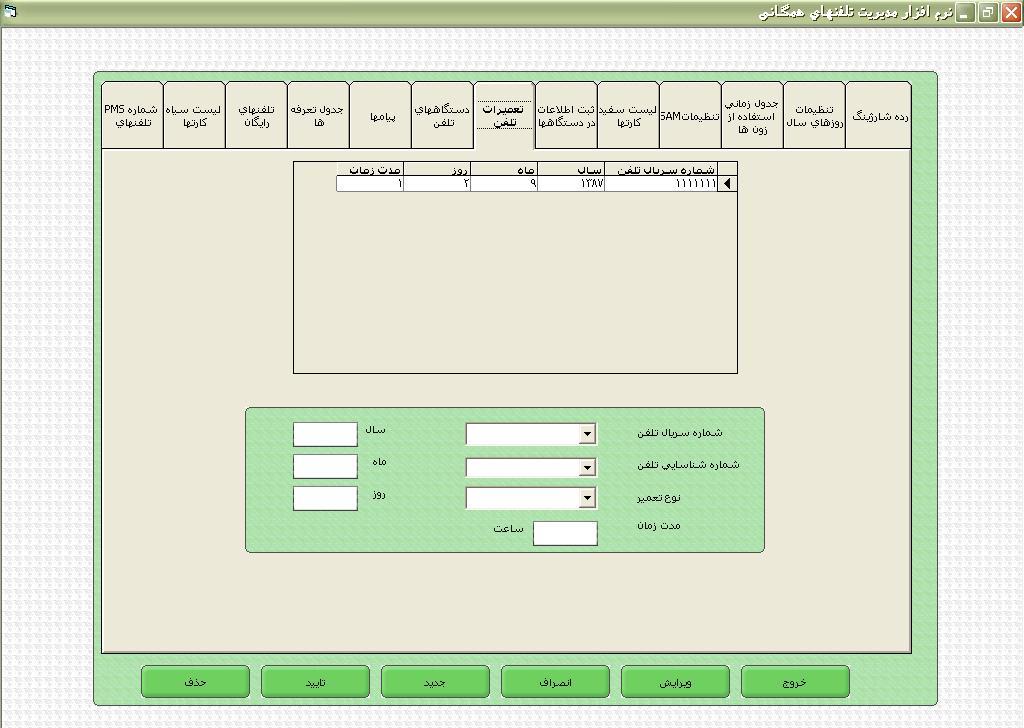 نرم افزار مديريت تلفنهاي همگاني
رده شارژينگ
تنظيمات
روزهاي سال
جدول زماني
استفاده از
زون ها
تنظيماتSAM
ليست سفيد
كارتها
ثبت اطلاعات
در دستگاهها
تعميرات
تلفن
دستگاههاي
تلفن
پيامها
جدول تعرفه
ها
تلفنهاي
رايگان
ليست سياه
كارتها
شماره PMS
تلفنهاي
شماره سريال تلفن سال ماه روز مدت زمان
۱۱۱۱۱۱۱ ۱۳۸۷ ۹ ۲ ۱
شماره سريال تلفن سال
شماره شناسايي تلفن ماه
نوع تعمير روز
مدت زمان ساعت
خروج ويرايش انصراف جديد تاييد حذف